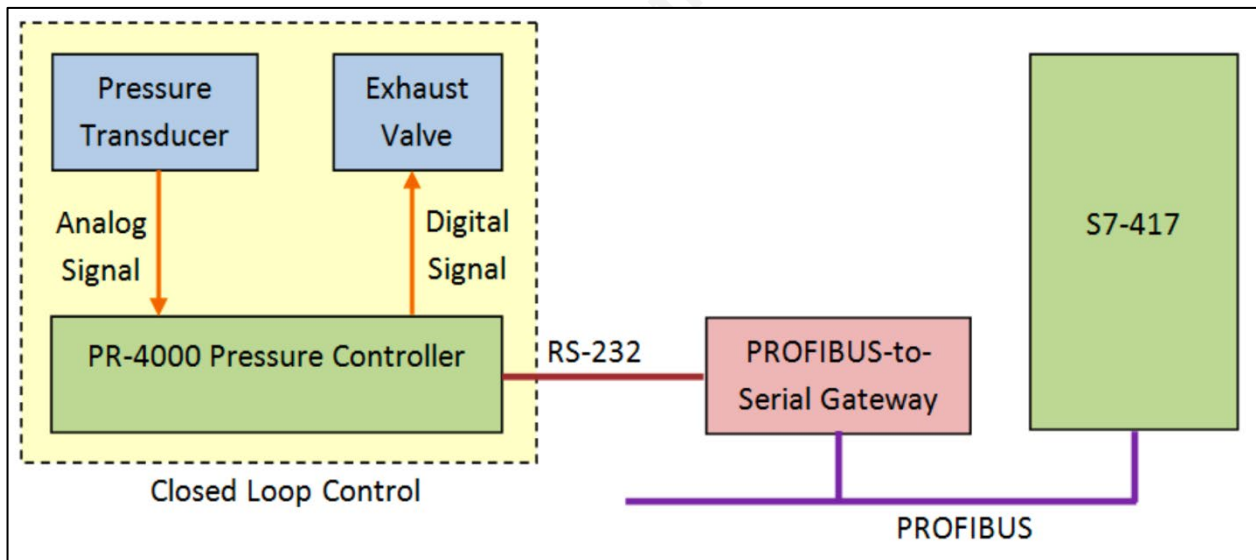 Pressure
Transducer
Exhaust
Valve
S7-417
Analog
Signal
Digital
Signal
PR-4000 Pressure Controller
RS-232
PROFIBUS-to-
Serial Gateway
Closed Loop Control
PROFIBUS